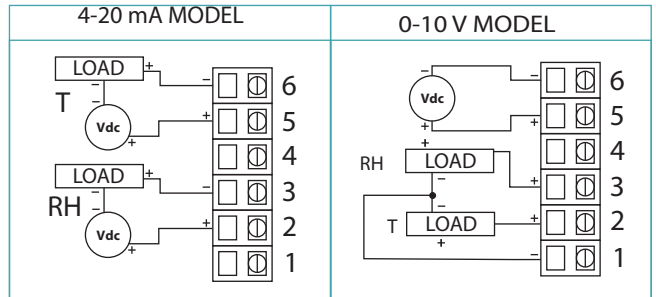 4-20 mA MODEL
0-10 V MODEL
LOAD + - 6
T - -
Vdc + + 5
4
LOAD + - 3
RH - -
Vdc + + 2
1
- - 6
Vdc
+ + 5
+ 4
RH LOAD
- + 3
-
T LOAD + 2
+
- 1